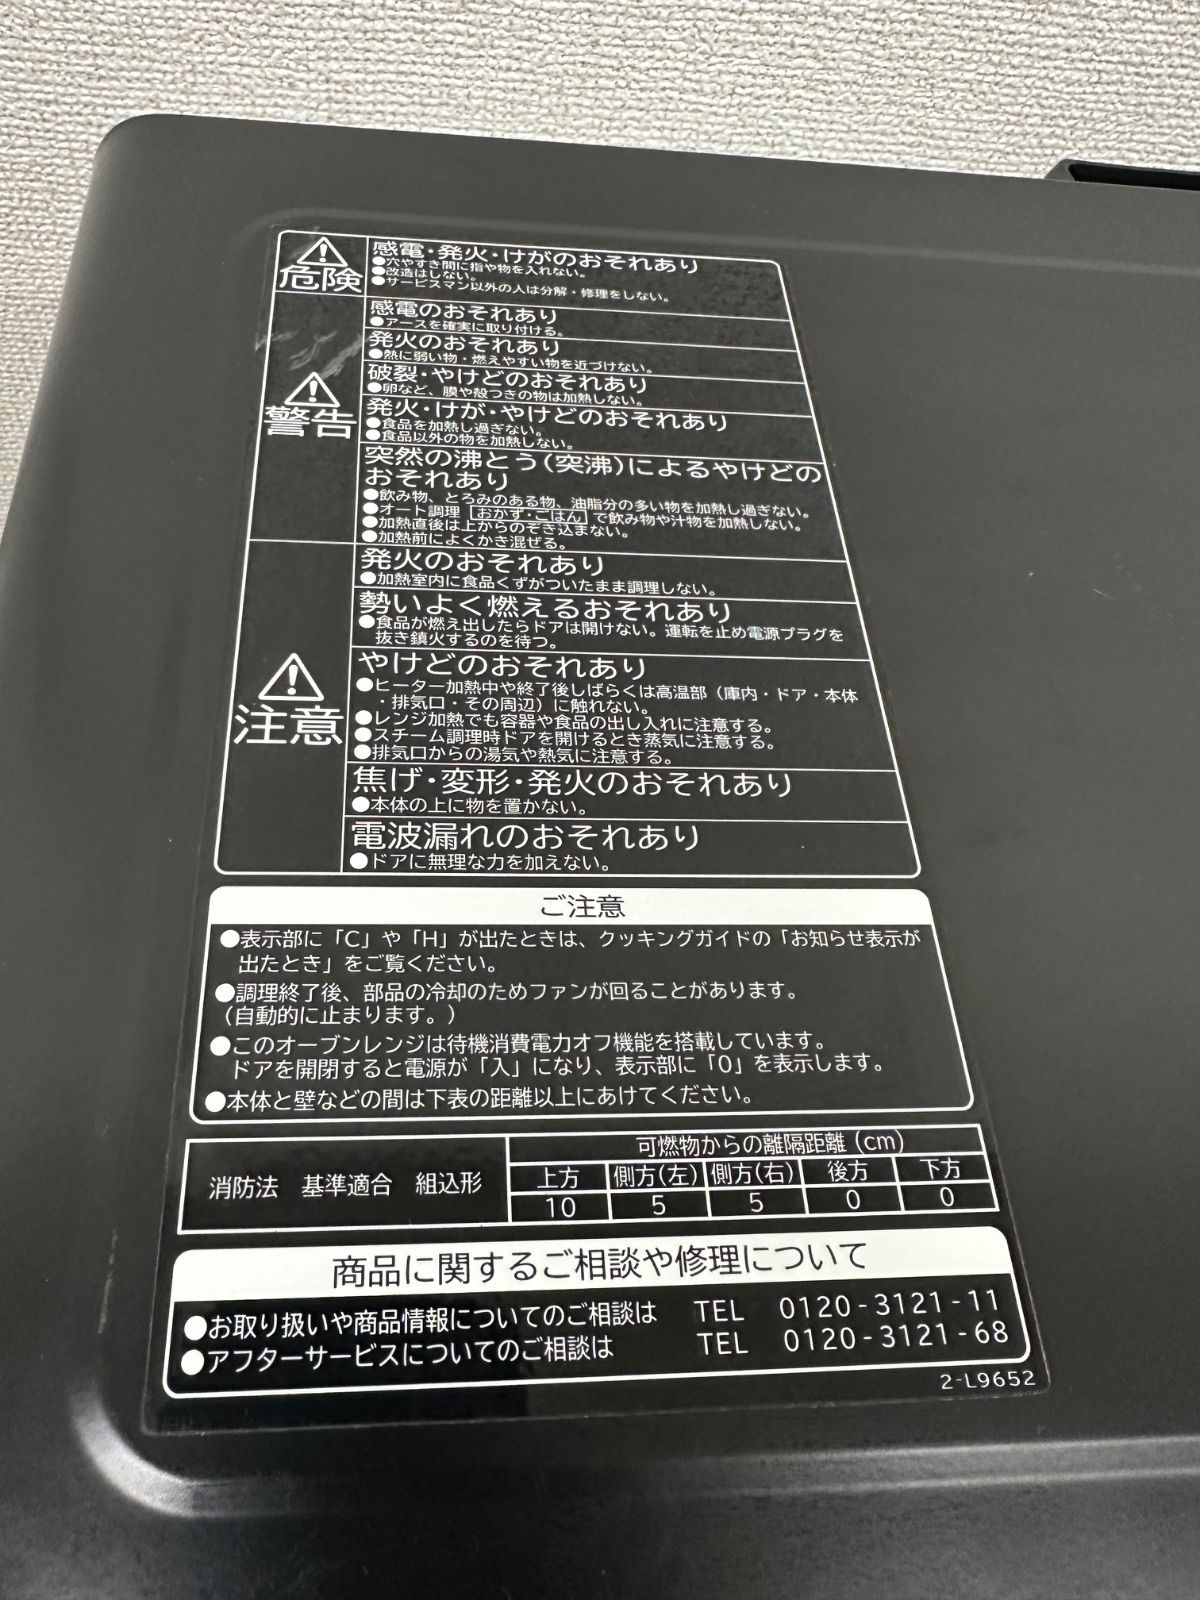 危険
感電・発火・けがのおそれあり
●穴やすき間に指や物を入れない。
●改造はしない。
●サービスマン以外の人は分解・修理をしない。
警告
感電のおそれあり
●アースを確実に取り付ける。
発火のおそれあり
●熱に弱い物・燃えやすい物を近づけない。
破裂・やけどのおそれあり
●卵など、膜や殻つきの物は加熱しない。
発火・けが・やけどのおそれあり
●食品を加熱し過ぎない。
●食品以外の物を加熱しない。
突然の沸とう(突沸)によるやけどの
おそれあり
●飲み物、とろみのある物、油脂分の多い物を加熱し過ぎない。
●オート調理 おかず・ごはん で飲み物や汁物を加熱しない。
●加熱直後は上からのぞき込まない。
●加熱前によくかき混ぜる。
注意
発火のおそれあり
●加熱室内に食品くずがついたまま調理しない。
勢いよく燃えるおそれあり
●食品が燃え出したらドアは開けない。運転を止め電源プラグを
抜き鎮火するのを待つ。
やけどのおそれあり
●ヒーター加熱中や終了後しばらくは高温部(庫内・ドア・本体
・排気口・その周辺)に触れない。
●レンジ加熱でも容器や食品の出し入れに注意する。
●スチーム調理時ドアを開けるとき蒸気に注意する。
●排気口からの湯気や熱気に注意する。
焦げ・変形・発火のおそれあり
●本体の上に物を置かない。
電波漏れのおそれあり
●ドアに無理な力を加えない。
ご注意
●表示部に「C」や「H」が出たときは、クッキングガイドの「お知らせ表示が
出たとき」をご覧ください。
●調理終了後、部品の冷却のためファンが回ることがあります。
(自動的に止まります。)
●このオーブンレンジは待機消費電力オフ機能を搭載しています。
ドアを開閉すると電源が「入」になり、表示部に「0」を表示します。
●本体と壁などの間は下表の距離以上にあけてください。
消防法 基準適合 組込形
可燃物からの離隔距離(cm)
上方 側方(左) 側方(右) 後方 下方
10 5 5 0 0
商品に関するご相談や修理について
●お取り扱いや商品情報についてのご相談は TEL 0120-3121-11
●アフターサービスについてのご相談は TEL 0120-3121-68
2-L9652